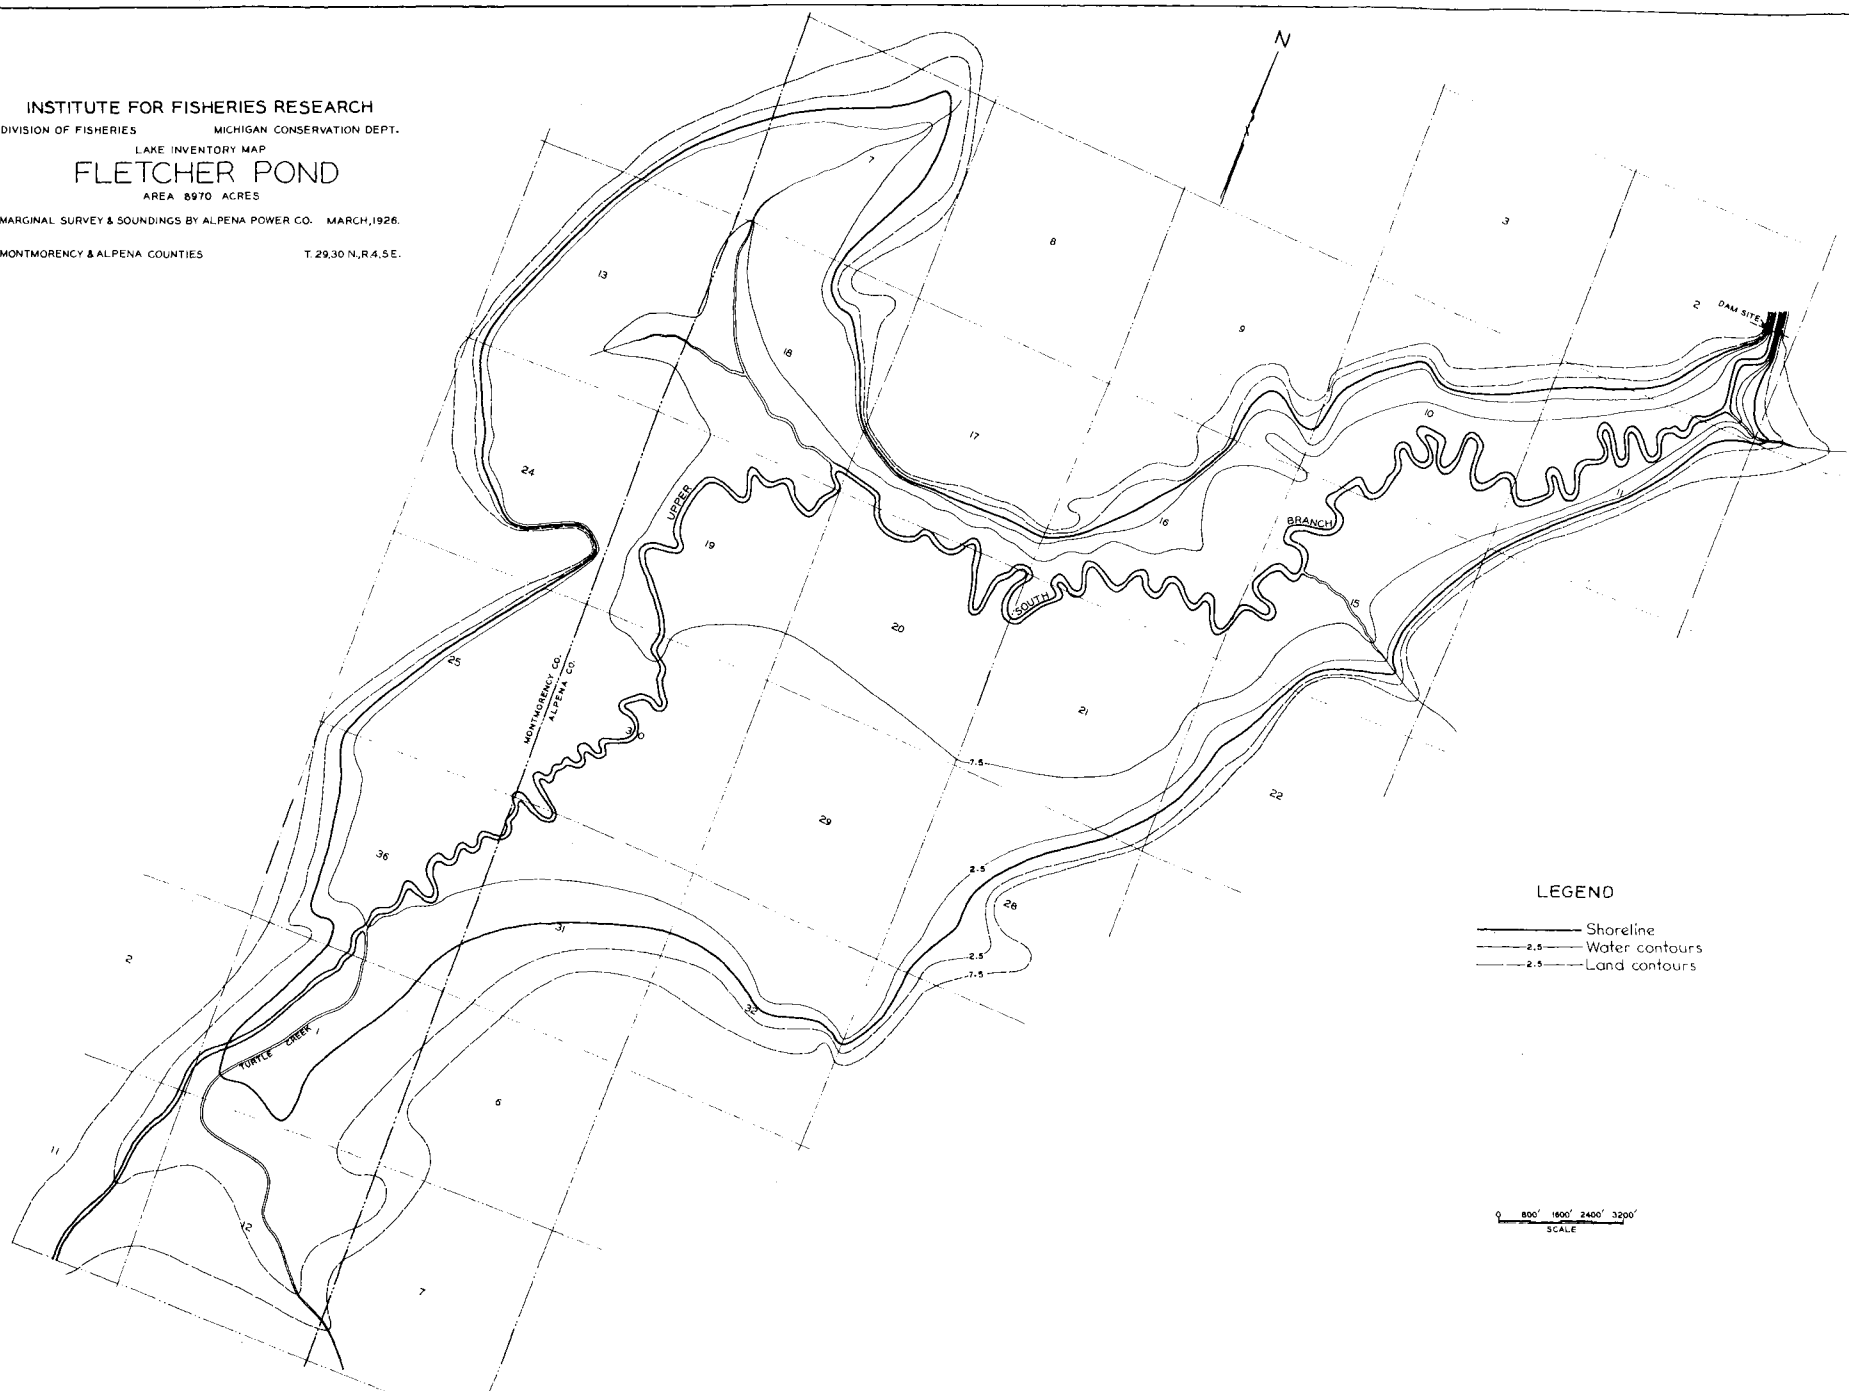 INSTITUTE FOR FISHERIES RESEARCH
DIVISION OF FISHERIES MICHIGAN CONSERVATION DEPT.
LAKE INVENTORY MAP
FLETCHER POND
AREA 8970 ACRES
MARGINAL SURVEY & SOUNDINGS BY ALPENA POWER CO. MARCH, 1926.
MONTMORENCY & ALPENA COUNTIES T. 29,30 N., R.4,5 E.
N
7
8
3
13
9
2 DAM SITE
18
17
10
24
16
11
UPPER
BRANCH
19
SOUTH
15
20
25
MONTMORENCY CO.
ALPENA CO.
21
30
7.5
22
29
36
2.5
28
31
2.5
2
7.5
32
TURTLE CREEK
1
6
11
12
7
LEGEND
Shoreline
2.5 Water contours
2.5 Land contours
0 800' 1600' 2400' 3200'
SCALE